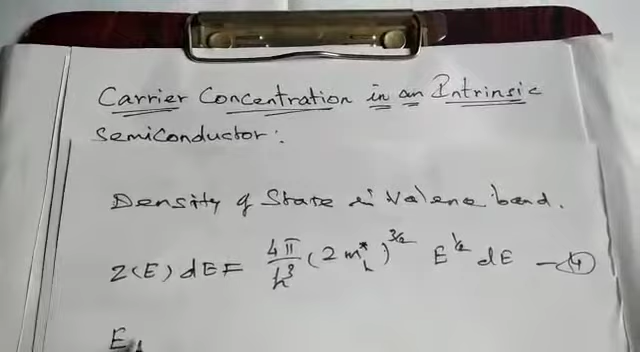 Carrier Concentration in an Intrinsic
Semiconductor:
Density of State in Valence band.
Z(E) dE = 4π/h³ (2 m*h)^3/2 E^1/2 dE — (4)
E